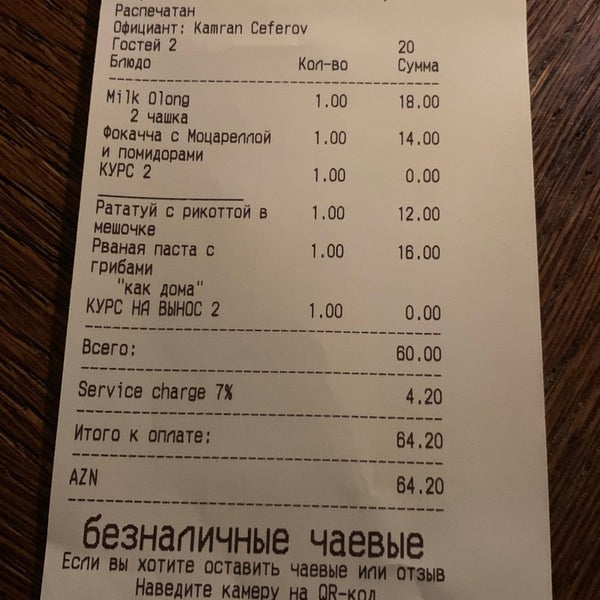 Распечатан
Официант: Kamran Ceferov
Гостей 2 20
Блюдо Кол-во Сумма
Milk Olong 1.00 18.00
2 чашка
Фокачча с Моцареллой 1.00 14.00
и помидорами
КУРС 2 1.00 0.00
Рататуй с рикоттой в 1.00 12.00
мешочке
Рваная паста с 1.00 16.00
грибами
"как дома"
КУРС НА ВЫНОС 2 1.00 0.00
Всего: 60.00
Service charge 7% 4.20
Итого к оплате: 64.20
AZN 64.20
безналичные чаевые
Если вы хотите оставить чаевые или отзыв
Наведите камеру на QR-код